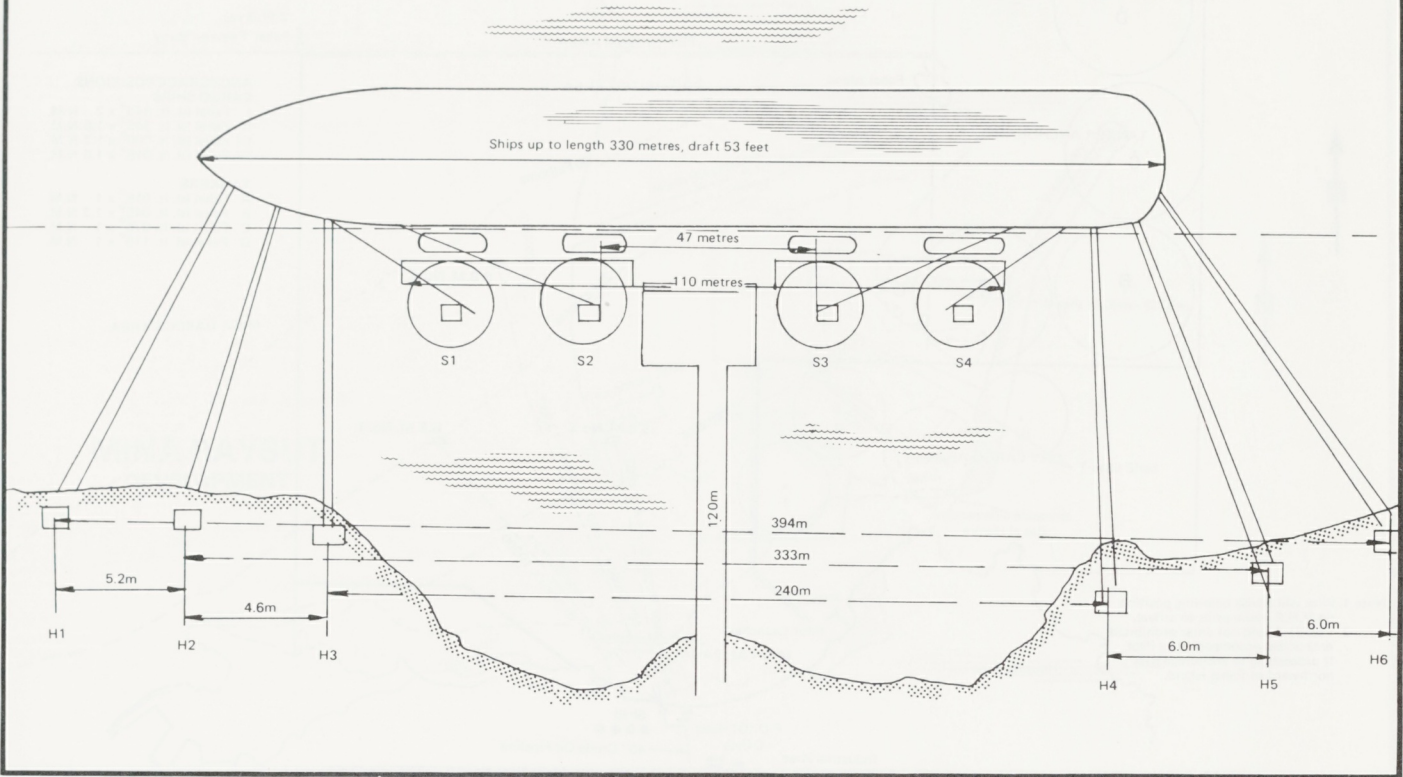 Ships up to length 330 metres, draft 53 feet
47 metres
110 metres
S1
S2
S3
S4
120m
394m
333m
240m
5.2m
4.6m
6.0m
6.0m
H1
H2
H3
H4
H5
H6